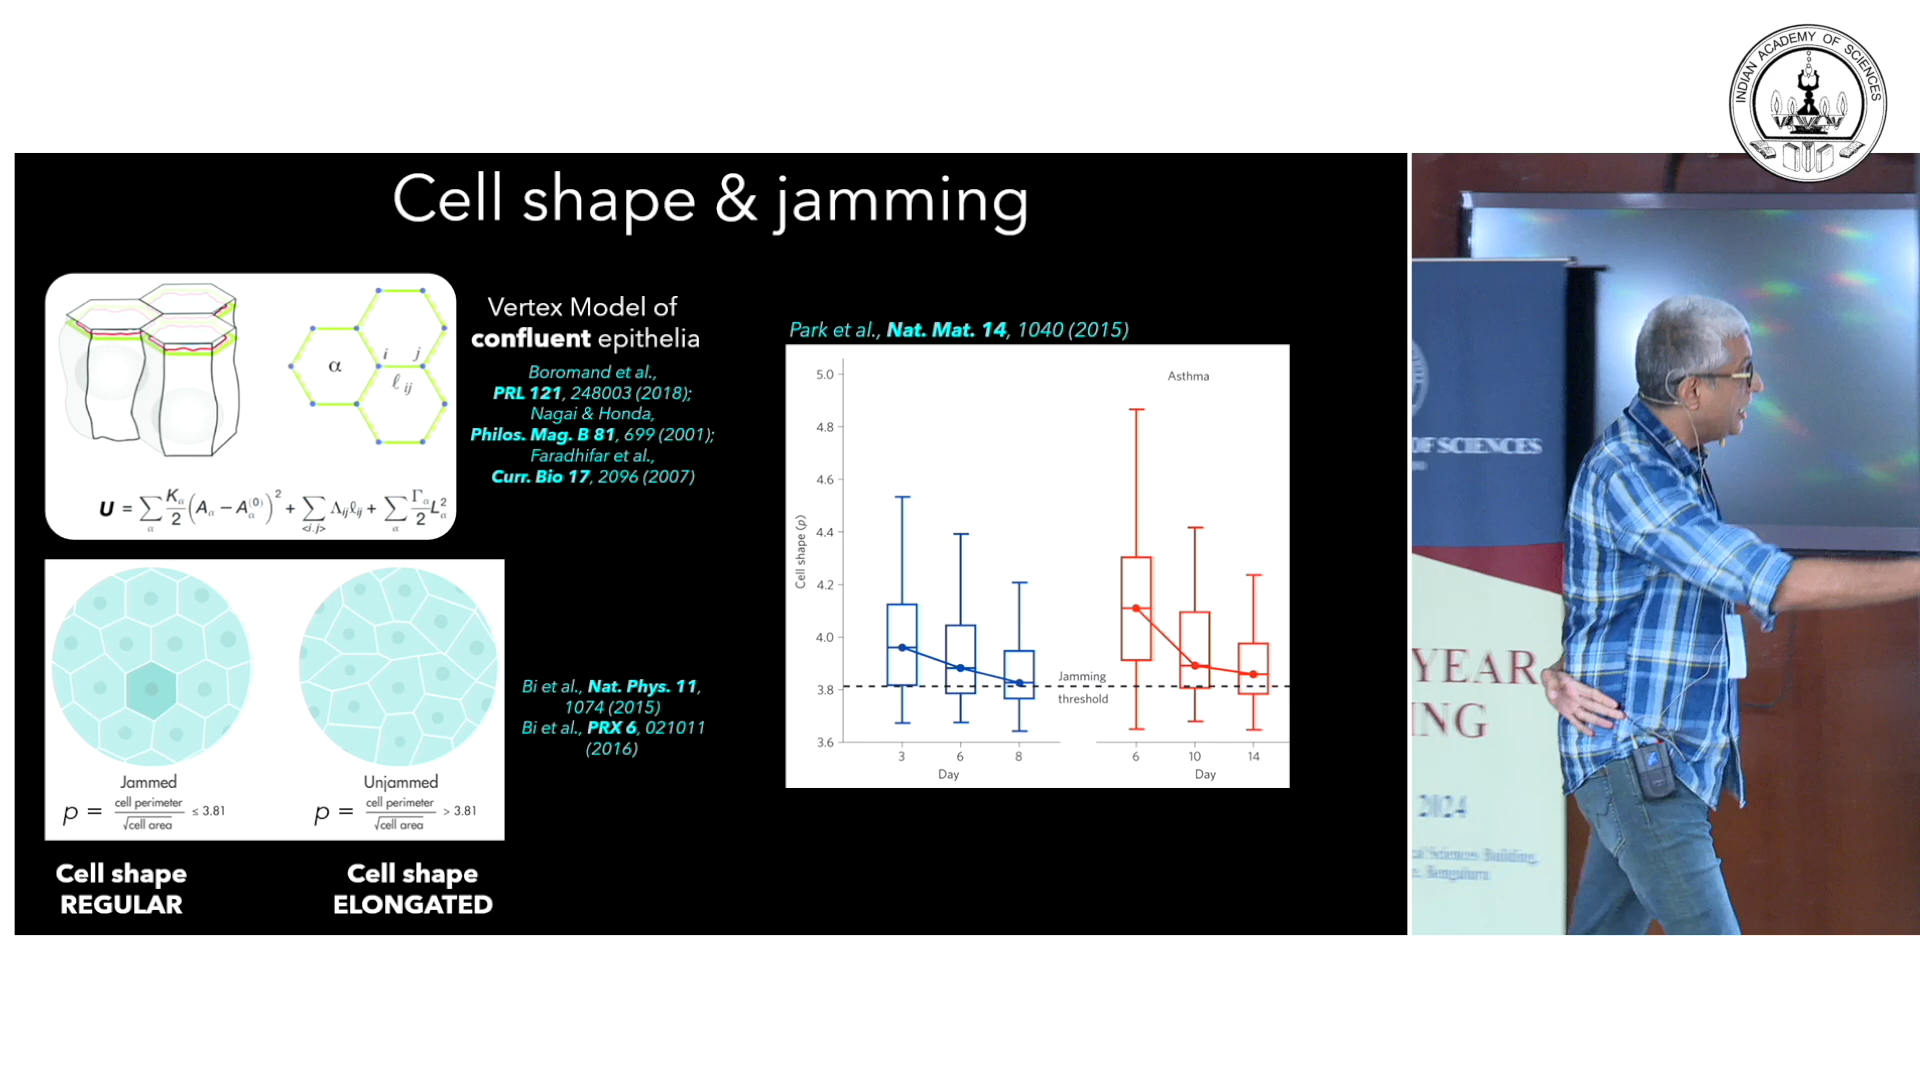 INDIAN ACADEMY OF SCIENCES
Cell shape & jamming
α
i
j
ℓ ij
U = ∑α Kα/2 (Aα − Aα(0))² + ∑<i.j> Λijℓij + ∑α Γα/2 Lα²
Vertex Model of
confluent epithelia
Boromand et al.,
PRL 121, 248003 (2018);
Nagai & Honda,
Philos. Mag. B 81, 699 (2001);
Faradhifar et al.,
Curr. Bio 17, 2096 (2007)
Jammed
p = cell perimeter / √cell area ≤ 3.81
Unjammed
p = cell perimeter / √cell area > 3.81
Cell shape
REGULAR
Cell shape
ELONGATED
Bi et al., Nat. Phys. 11,
1074 (2015)
Bi et al., PRX 6, 021011
(2016)
Park et al., Nat. Mat. 14, 1040 (2015)
Asthma
Cell shape (p)
5.0
4.8
4.6
4.4
4.2
4.0
3.8
3.6
Jamming
threshold
3
6
8
Day
6
10
14
Day
OF SCIENCES
YEAR
ING
2024
Sciences Building,
Bengaluru